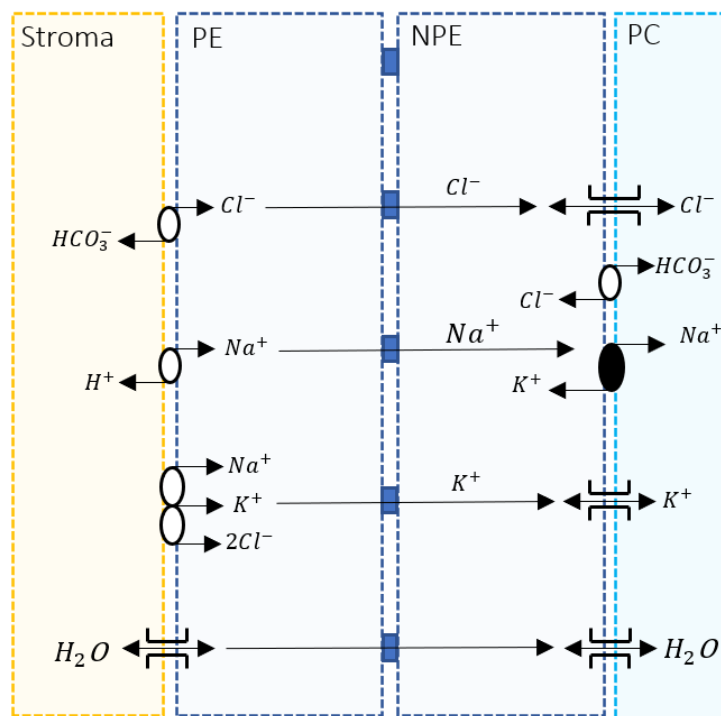 Stroma PE NPE PC
Cl⁻ Cl⁻ Cl⁻
HCO₃⁻ HCO₃⁻
Cl⁻
Na⁺ Na⁺ Na⁺
H⁺ K⁺
Na⁺
K⁺ K⁺ K⁺
2Cl⁻
H₂O H₂O